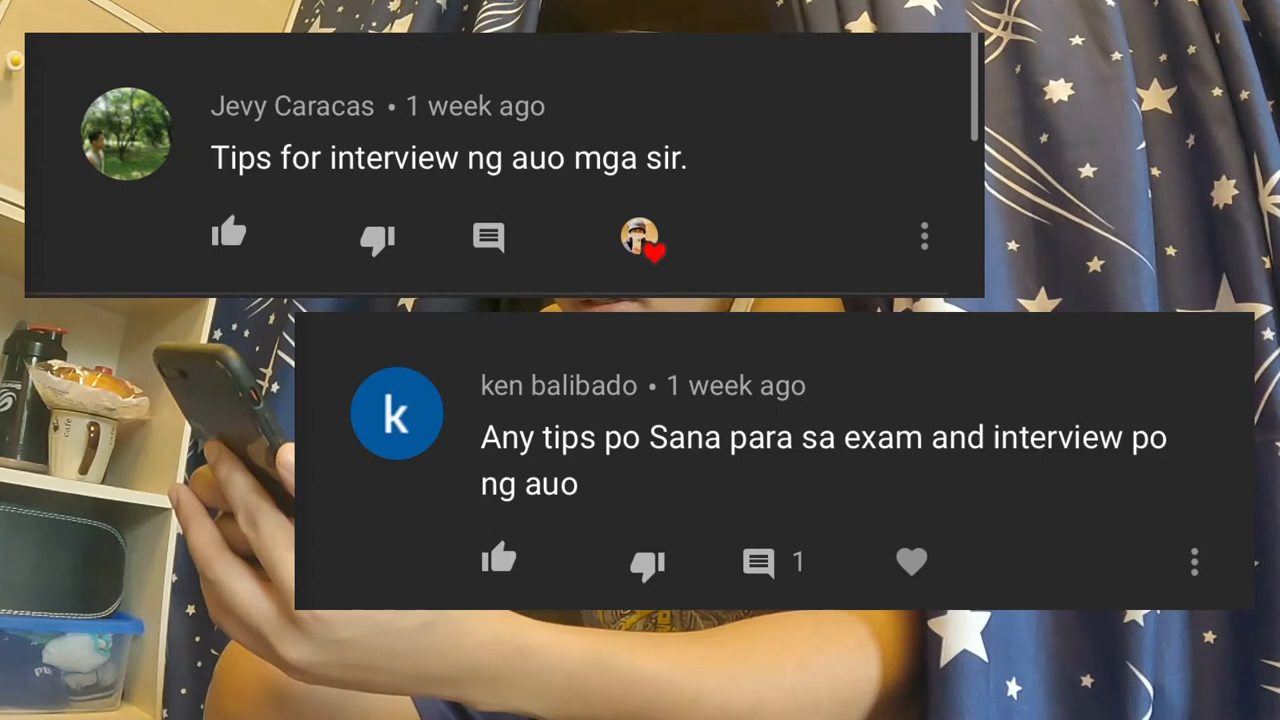 Jevy Caracas • 1 week ago
Tips for interview ng auo mga sir.
k
ken balibado • 1 week ago
Any tips po Sana para sa exam and interview po
ng auo
1